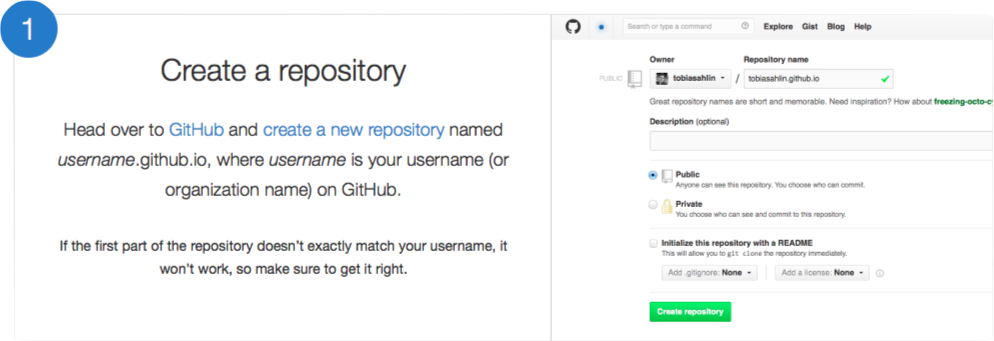 1
Create a repository
Head over to GitHub and create a new repository named
username.github.io, where username is your username (or
organization name) on GitHub.
If the first part of the repository doesn't exactly match your username, it
won't work, so make sure to get it right.
Search or type a command
Explore Gist Blog Help
Owner Repository name
PUBLIC tobiasahlin / tobiasahlin.github.io
Great repository names are short and memorable. Need inspiration? How about freezing-octo-cy
Description (optional)
Public
Anyone can see this repository. You choose who can commit.
Private
You choose who can see and commit to this repository.
Initialize this repository with a README
This will allow you to git clone the repository immediately.
Add .gitignore: None Add a license: None
Create repository